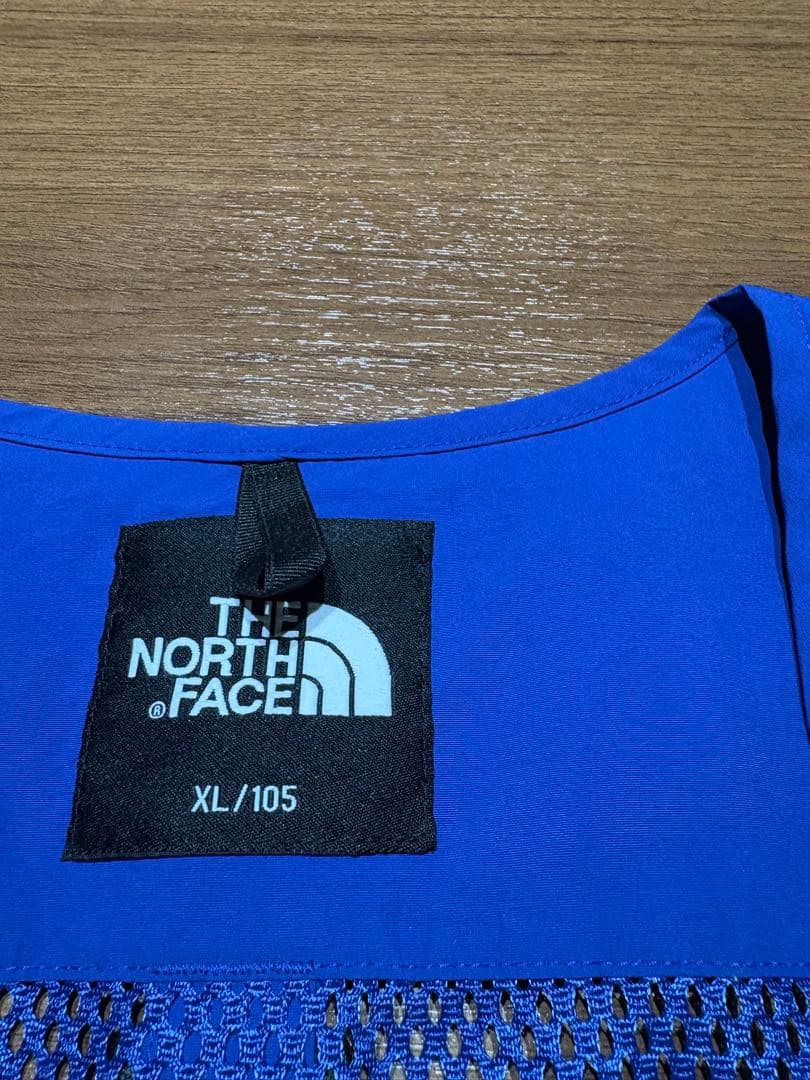 THE
NORTH
® FACE
XL/105